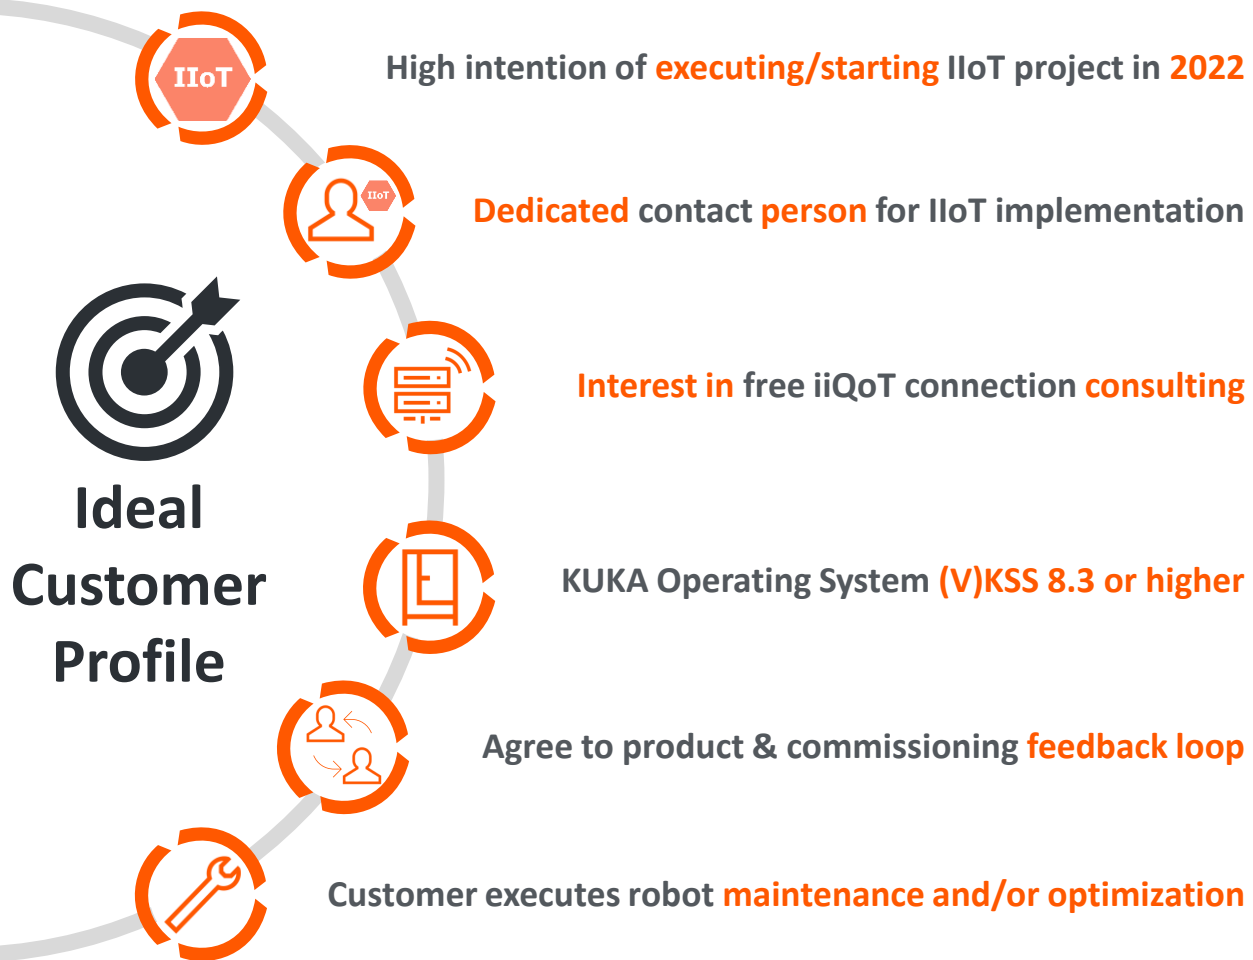 IIoT
High intention of executing/starting IIoT project in 2022
IIoT
Dedicated contact person for IIoT implementation
Interest in free iiQoT connection consulting
Ideal
Customer
Profile
KUKA Operating System (V)KSS 8.3 or higher
Agree to product & commissioning feedback loop
Customer executes robot maintenance and/or optimization